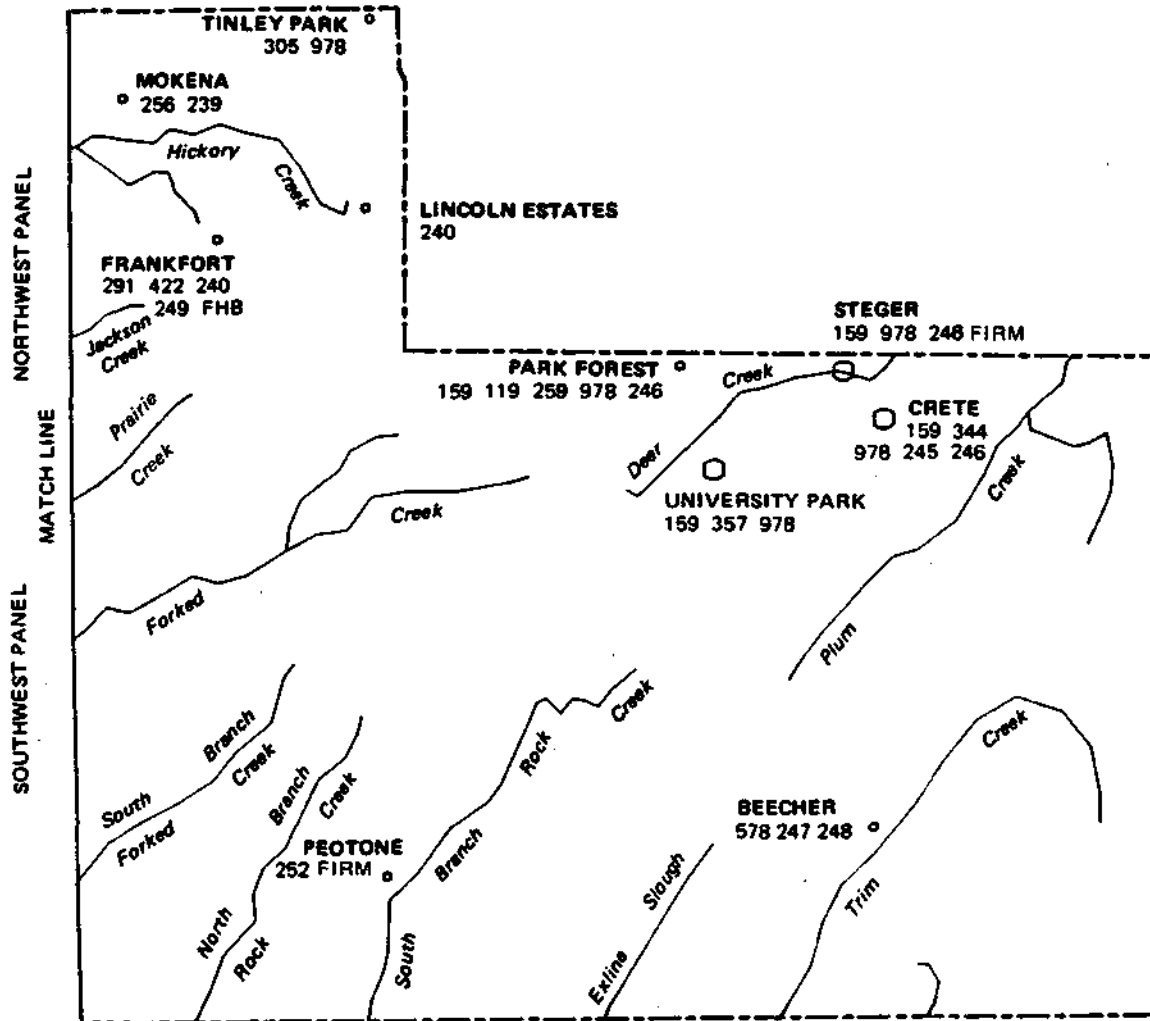 TINLEY PARK
305 978
MOKENA
256 239
Hickory
Creek
LINCOLN ESTATES
240
FRANKFORT
291 422 240
249 FHB
NORTHWEST PANEL
Jackson
Creek
STEGER
159 978 246 FIRM
PARK FOREST
159 119 259 978 246
Creek
Deer
CRETE
159 344
978 245 246
Prairie
Creek
MATCH LINE
UNIVERSITY PARK
159 357 978
Creek
Creek
Forked
Plum
SOUTHWEST PANEL
Branch
Creek
South
Forked
Branch
Creek
Creek
Rock
Creek
BEECHER
578 247 248
PEOTONE
252 FIRM
Branch
Slough
Trim
North
Rock
South
Exline